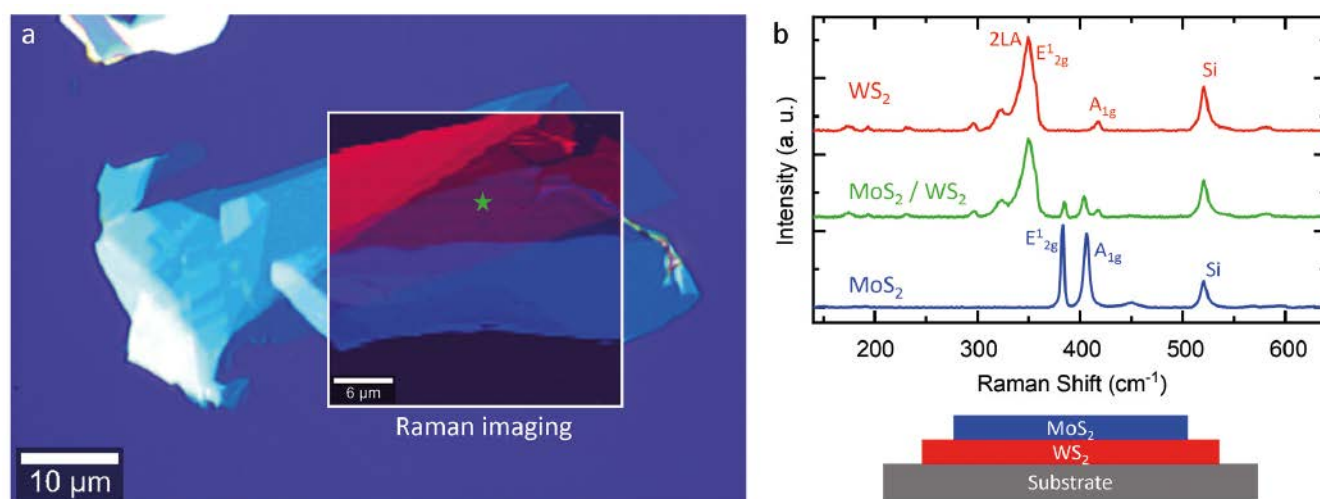 a
Raman imaging
6 µm
10 µm
b
2LA
E¹₂g
WS₂
A₁g
Si
MoS₂ / WS₂
E¹₂g
A₁g
MoS₂
Si
Intensity (a. u.)
200 300 400 500 600
Raman Shift (cm⁻¹)
MoS₂
WS₂
Substrate